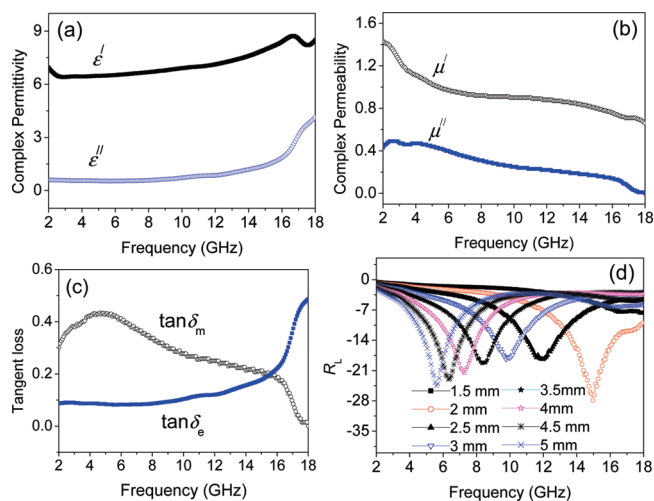 (a)
Complex Permittivity
9
6
3
0
ε/
ε//
2 4 6 8 10 12 14 16 18
Frequency (GHz)
(b)
Complex Permeability
1.6
1.2
0.8
0.4
0.0
μ/
μ//
2 4 6 8 10 12 14 16 18
Frequency (GHz)
(c)
Tangent loss
0.6
0.4
0.2
0.0
tanδm
tanδe
2 4 6 8 10 12 14 16 18
Frequency (GHz)
(d)
RL
0
-7
-14
-21
-28
-35
1.5 mm
2 mm
2.5 mm
3 mm
3.5mm
4mm
4.5 mm
5 mm
2 4 6 8 10 12 14 16 18
Frequency (GHz)